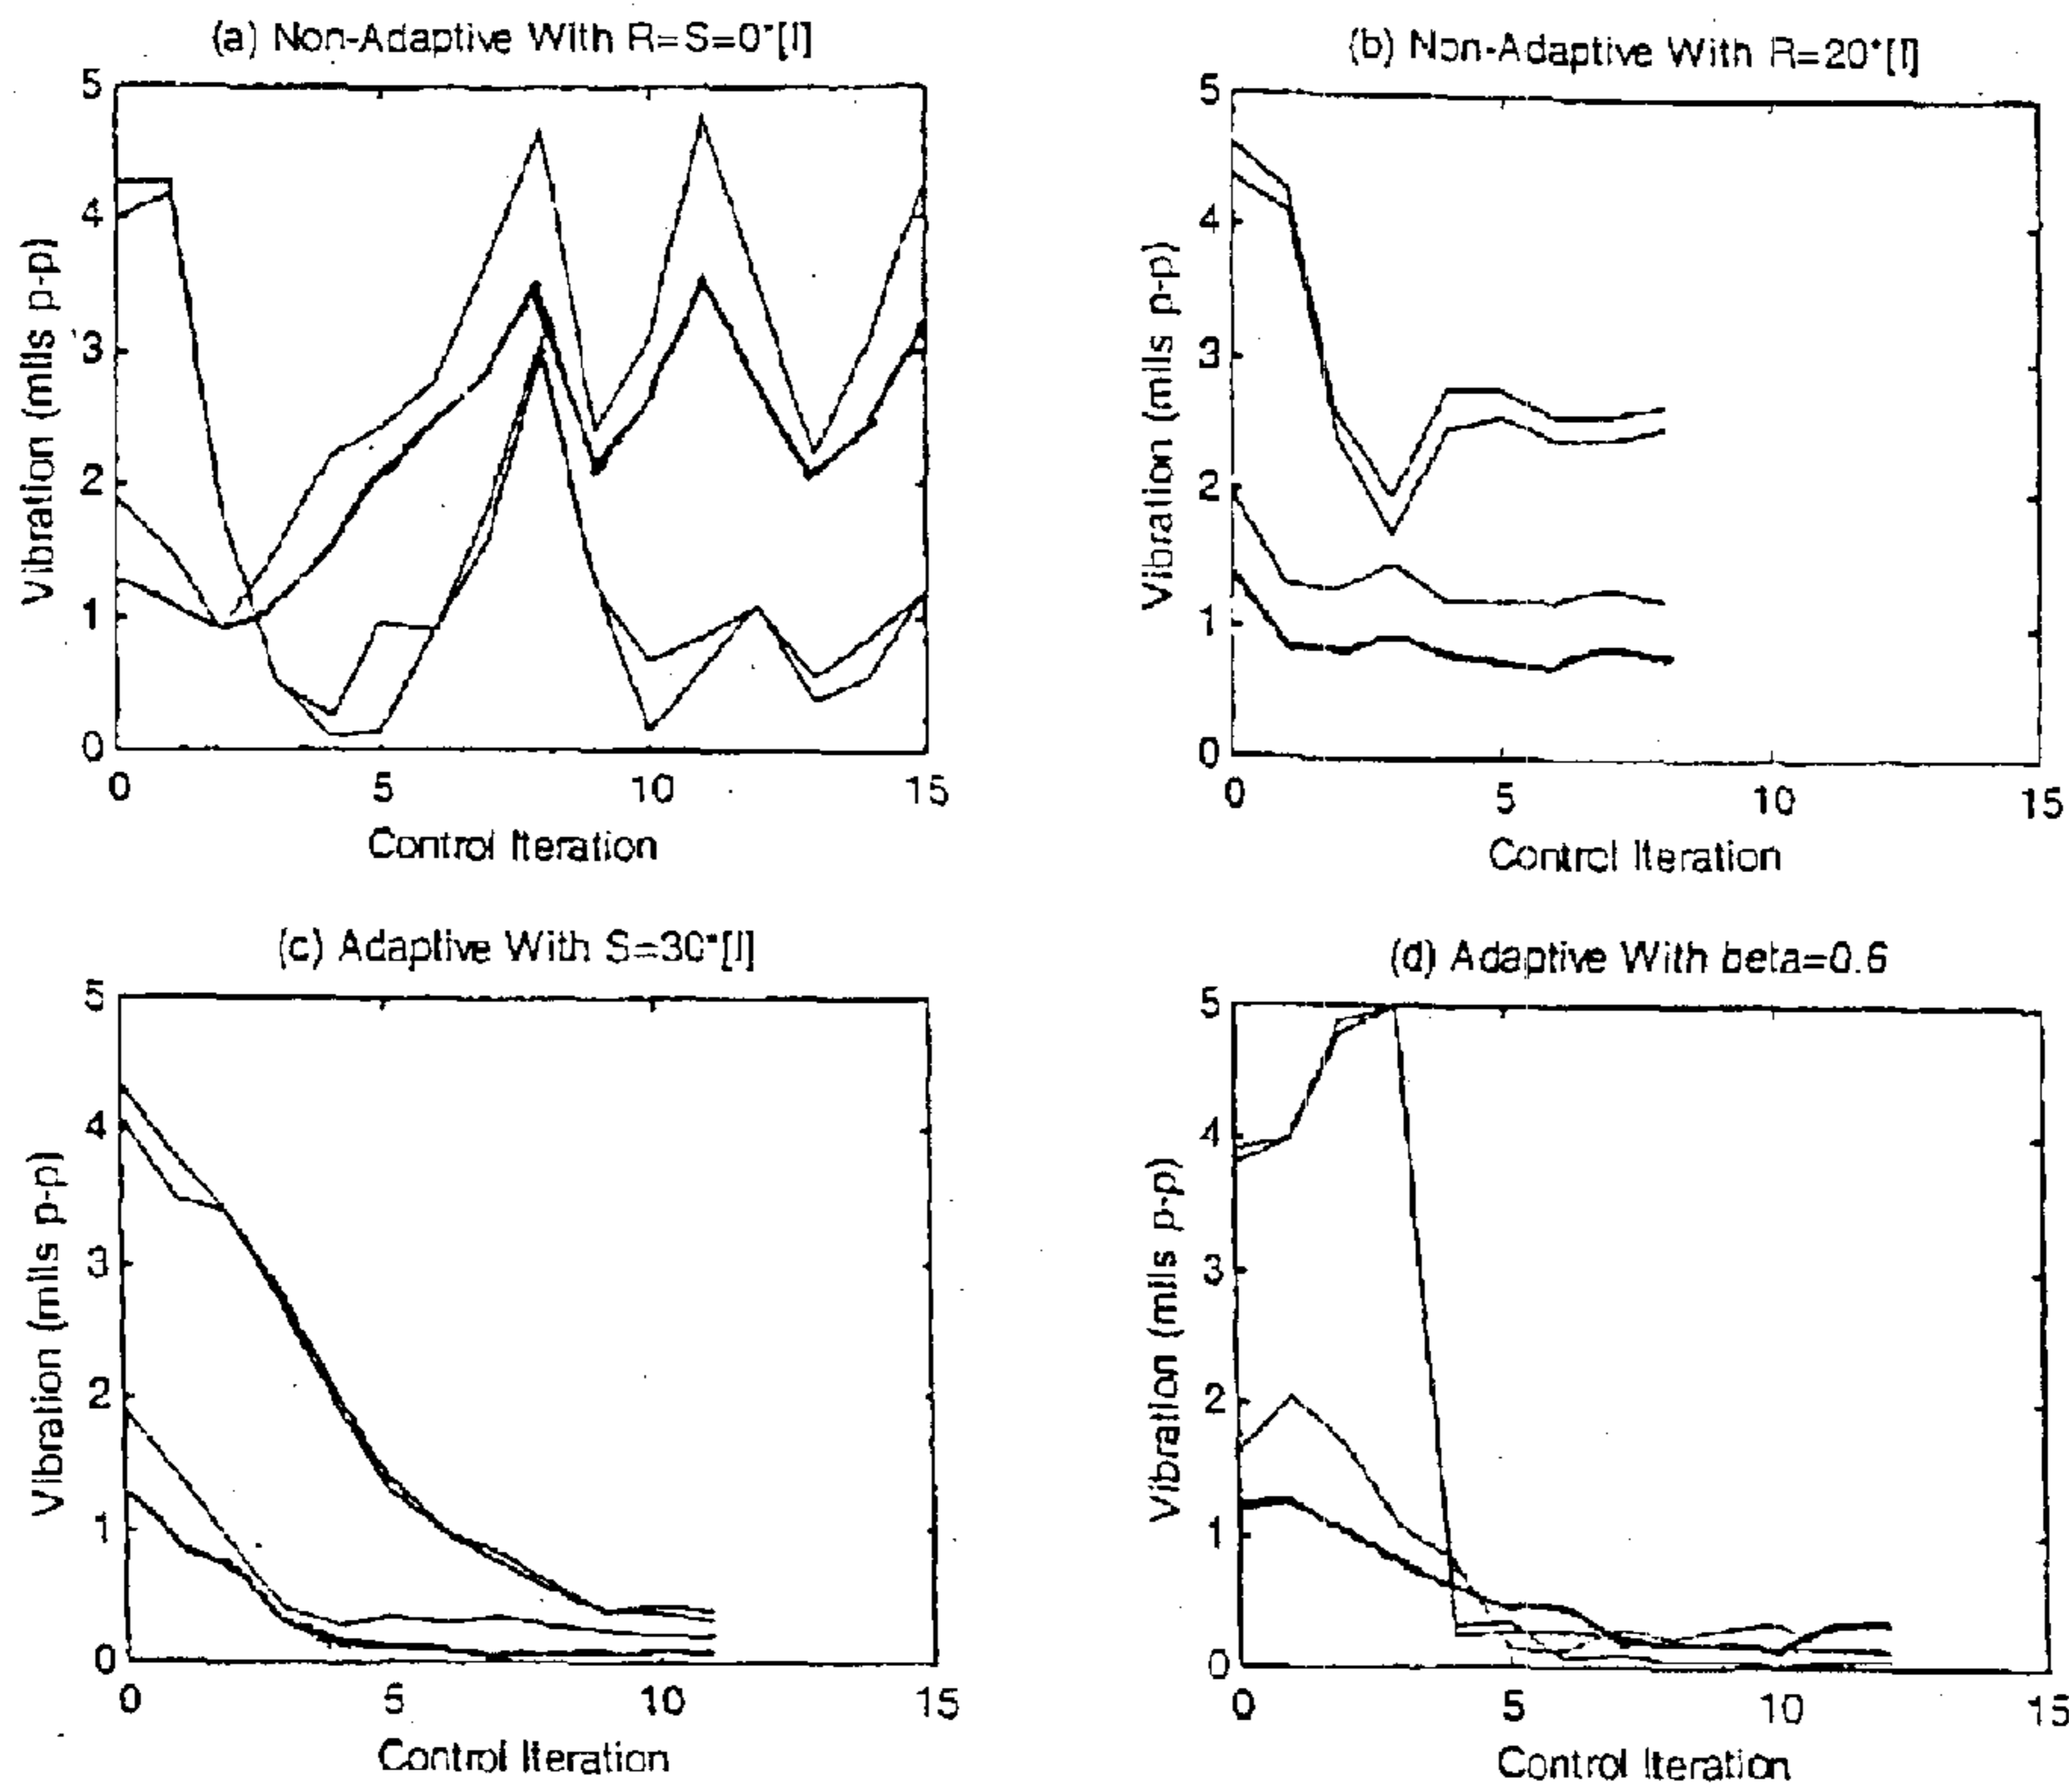 (a) Non-Adaptive With R=S=0*[I]
Vibration (mils p-p)
5
4
3
2
1
0
0 5 10 15
Control Iteration
(b) Non-Adaptive With R=20*[I]
Vibration (mils p-p)
5
4
3
2
1
0
0 5 10 15
Control Iteration
(c) Adaptive With S=30*[I]
Vibration (mils p-p)
5
4
3
2
1
0
0 5 10 15
Control Iteration
(d) Adaptive With beta=0.6
Vibration (mils p-p)
5
4
3
2
1
0
0 5 10 15
Control Iteration